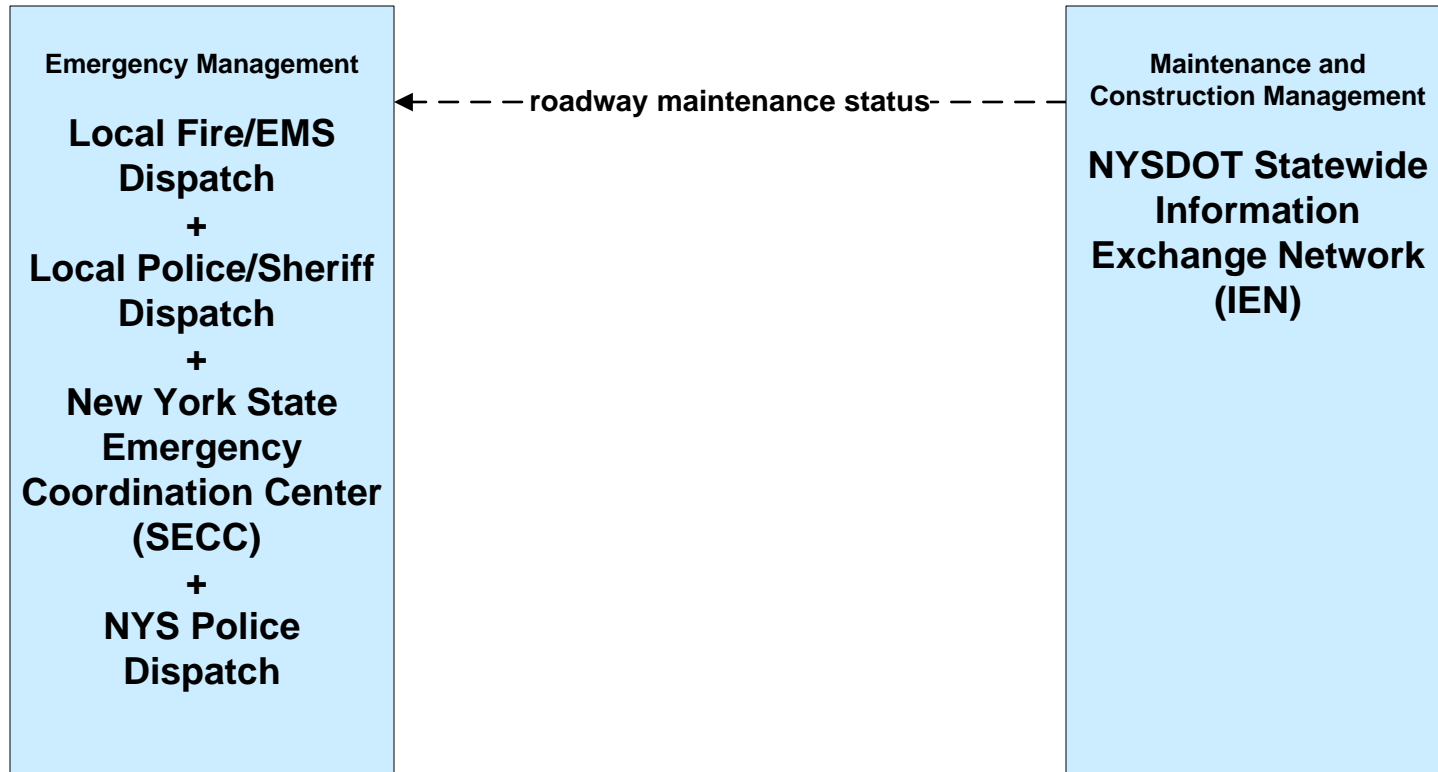 Emergency Management
Local Fire/EMS
Dispatch
+
Local Police/Sheriff
Dispatch
+
New York State
Emergency
Coordination Center
(SECC)
+
NYS Police
Dispatch
roadway maintenance status
Maintenance and
Construction Management
NYSDOT Statewide
Information
Exchange Network
(IEN)